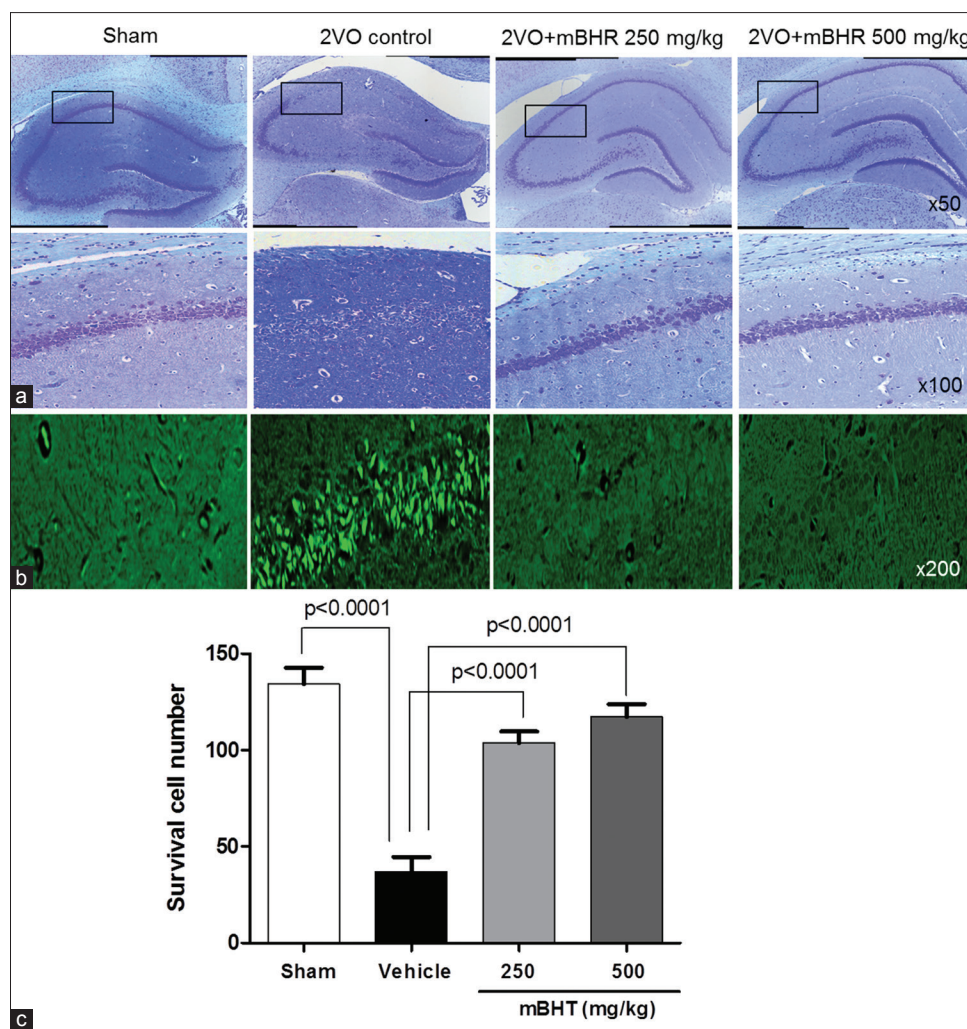 Sham
2VO control
2VO+mBHR 250 mg/kg
2VO+mBHR 500 mg/kg
x50
x100
a
x200
b
p<0.0001
p<0.0001
p<0.0001
Survival cell number
150
100
50
0
Sham
Vehicle
250
500
mBHT (mg/kg)
c